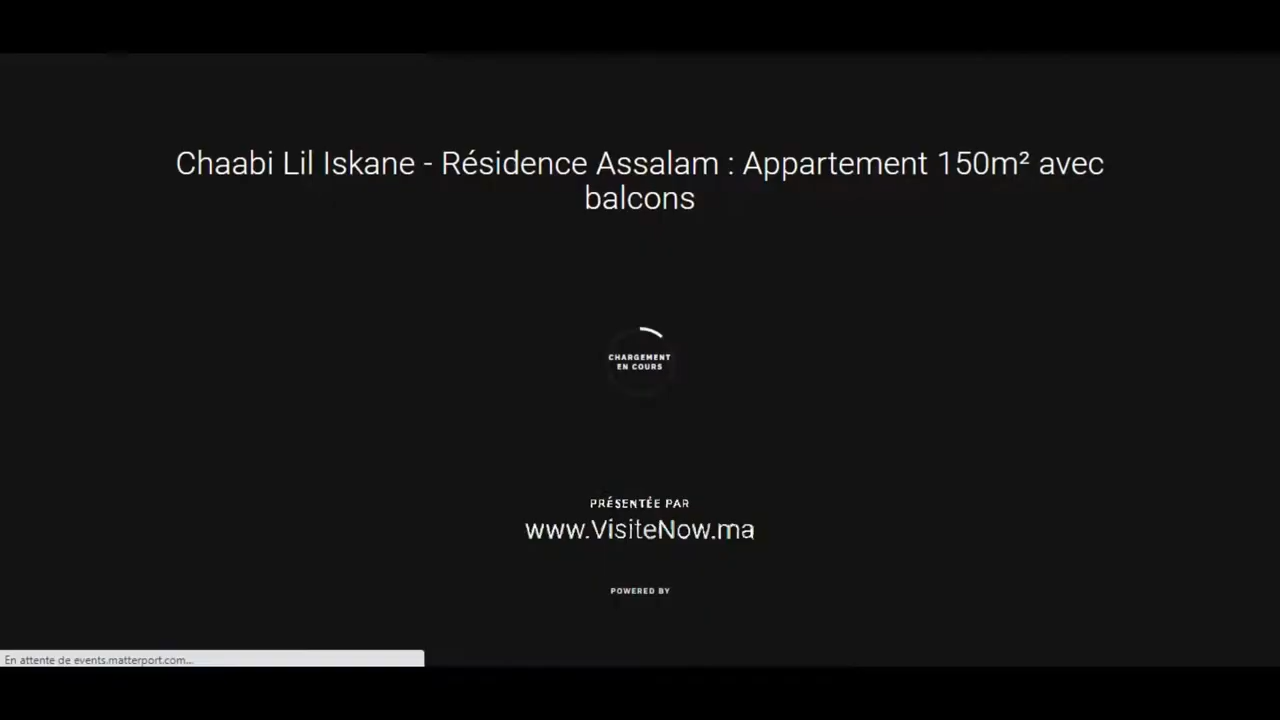 Chaabi Lil Iskane - Résidence Assalam : Appartement 150m² avec
balcons
CHARGEMENT
EN COURS
PRÉSENTÉE PAR
www.VisiteNow.ma
POWERED BY
En attente de events.matterport.com...